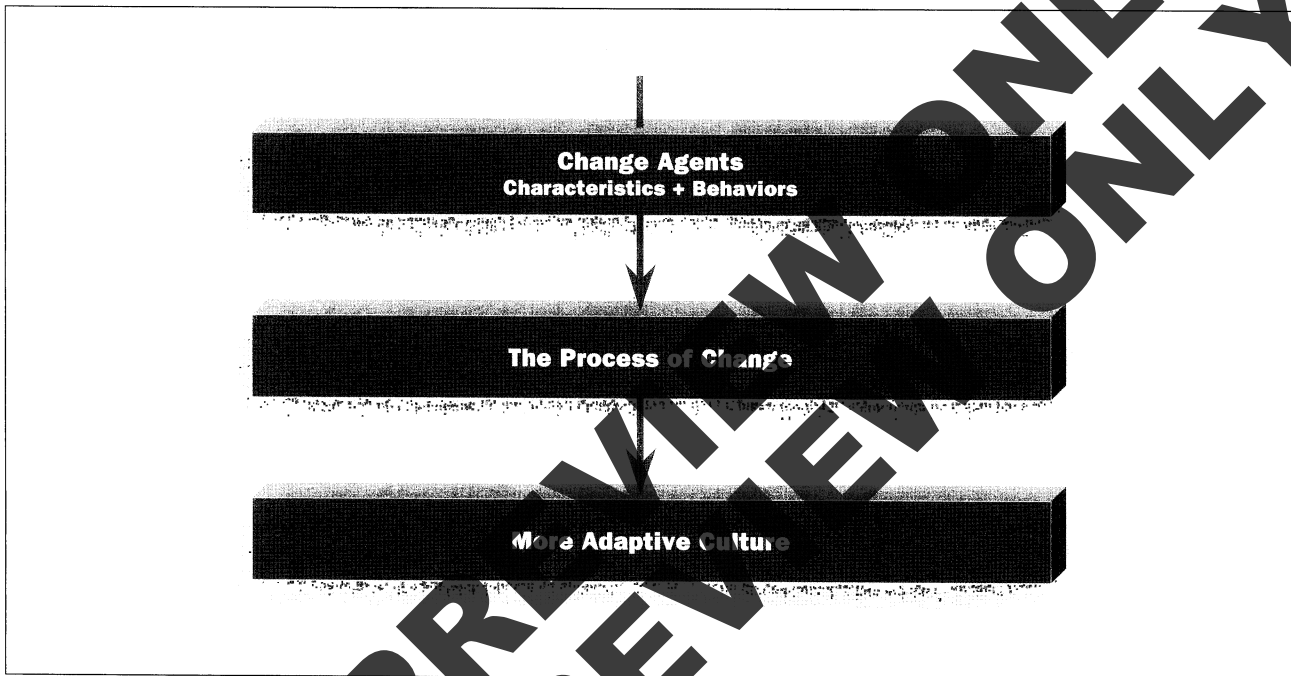 Change Agents
Characteristics + Behaviors
The Process of Change
More Adaptive Culture
PREVIEW ONLY
PREVIEW ONLY